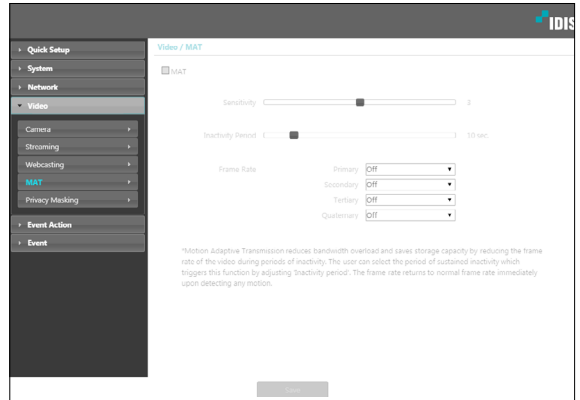 IDIS
Quick Setup
System
Network
Video
Camera
Streaming
Webcasting
MAT
Privacy Masking
Event Action
Event
Video / MAT
MAT
Sensitivity 3
Inactivity Period 10 sec
Frame Rate Primary Off
Secondary Off
Tertiary Off
Quaternary Off
*Motion Adaptive Transmission reduces bandwidth overload and saves storage capacity by reducing the frame
rate of the video during periods of inactivity. The user can select the period of sustained inactivity which
triggers this function by adjusting 'Inactivity period'. The frame rate returns to normal frame rate immediately
upon detecting any motion.
Save